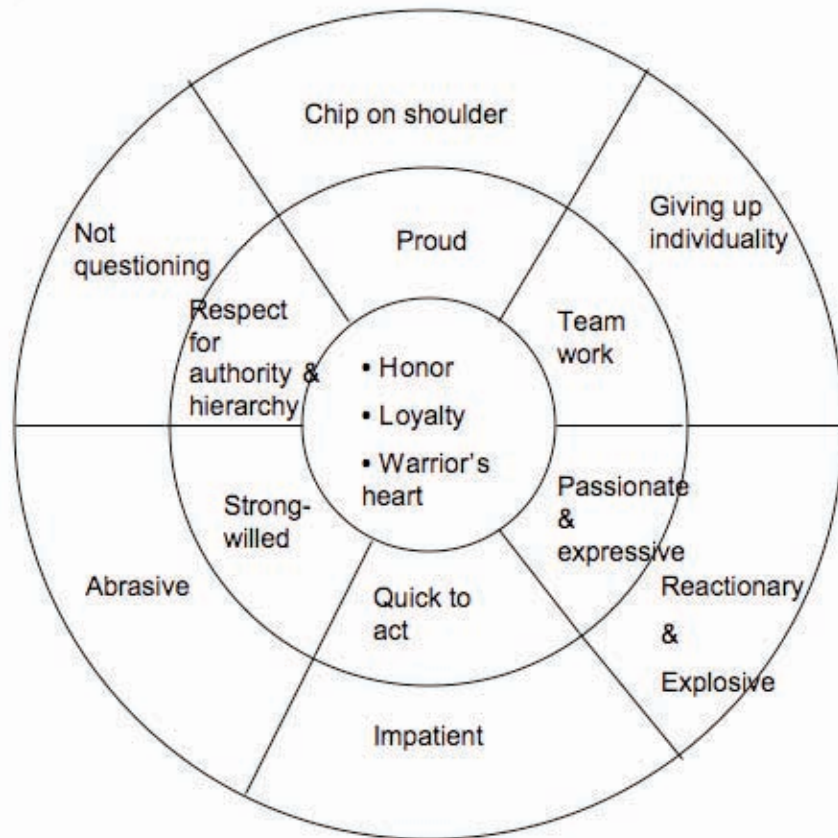 Chip on shoulder
Not
questioning
Proud
Giving up
individuality
Respect
for
authority &
hierarchy
Team
work
• Honor
• Loyalty
• Warrior's
heart
Strong-
willed
Passionate
&
expressive
Abrasive
Quick to
act
Reactionary
&
Explosive
Impatient